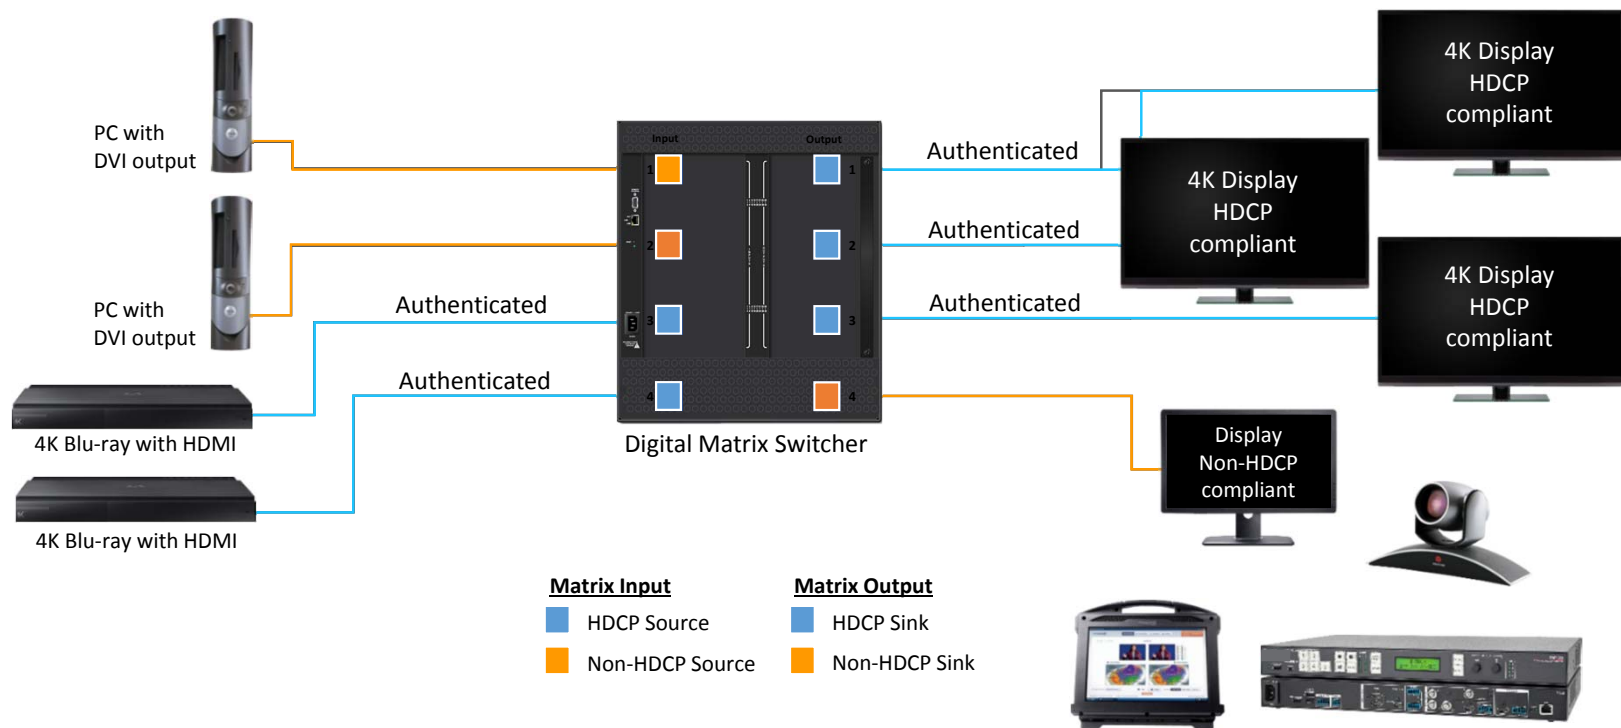 4K Display
HDCP
compliant
PC with
DVI output
Input
Output
1
1
Authenticated
4K Display
HDCP
compliant
2
2
Authenticated
4K Display
HDCP
compliant
PC with
DVI output
Authenticated
3
3
Authenticated
Authenticated
4
4
4K Blu-ray with HDMI
Digital Matrix Switcher
Display
Non-HDCP
compliant
4K Blu-ray with HDMI
Matrix Input
HDCP Source
Non-HDCP Source
Matrix Output
HDCP Sink
Non-HDCP Sink